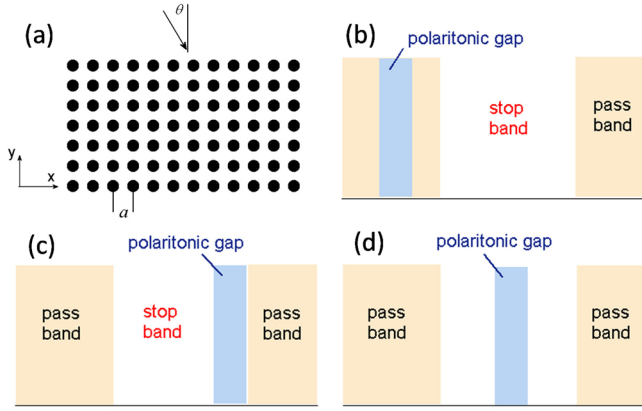 (a)
θ
y
x
a
(b)
polaritonic gap
stop
band
pass
band
(c)
polaritonic gap
pass
band
stop
band
pass
band
(d)
polaritonic gap
pass
band
pass
band